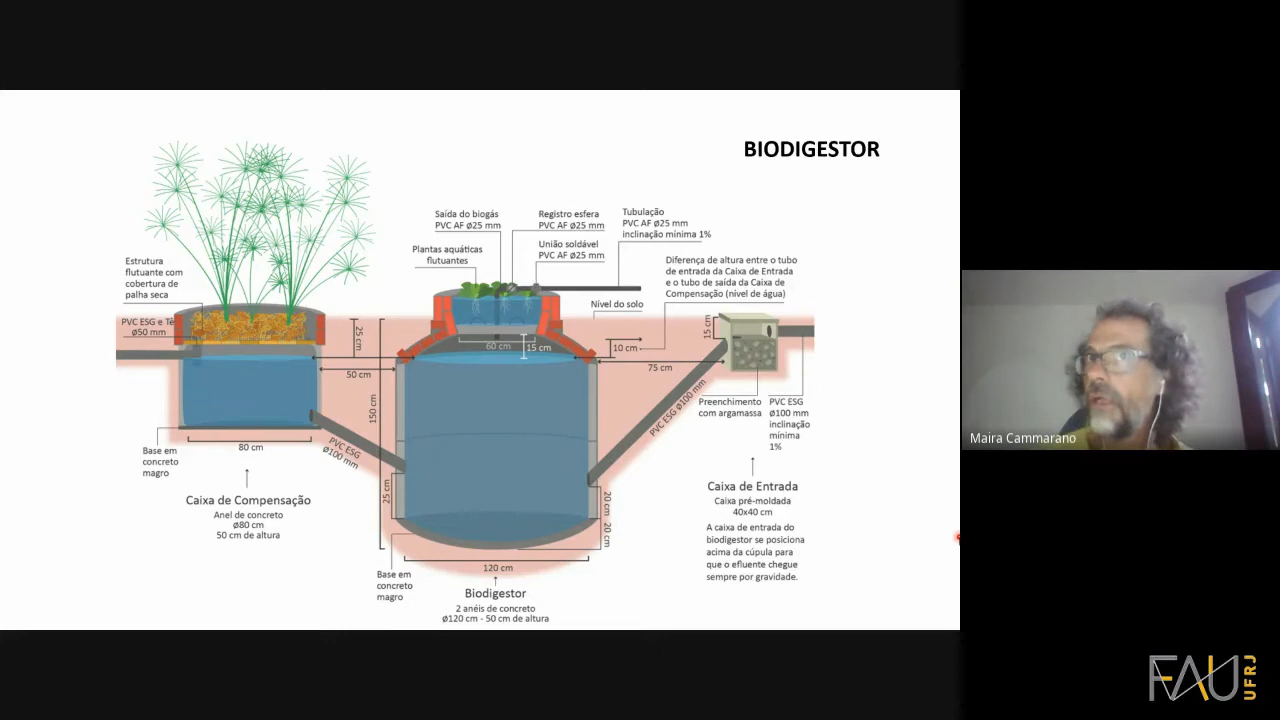 BIODIGESTOR
Saída do biogás
PVC AF ø25 mm
Registro esfera
PVC AF ø25 mm
Tubulação
PVC AF ø25 mm
inclinação mínima 1%
Plantas aquáticas
flutuantes
União soldável
PVC AF ø25 mm
Estrutura
flutuante com
cobertura de
palha seca
Diferença de altura entre o tubo
de entrada da Caixa de Entrada
e o tubo de saída da Caixa de
Compensação (nível de água)
Nível do solo
PVC ESG e Tê
ø50 mm
25 cm
60 cm
15 cm
10 cm
15 cm
50 cm
75 cm
150 cm
PVC ESG ø100 mm
Preenchimento
com argamassa
PVC ESG
ø100 mm
inclinação
mínima
1%
80 cm
PVC ESG
ø100 mm
Base em
concreto
magro
25 cm
20 cm
20 cm
Caixa de Compensação
Anel de concreto
ø80 cm
50 cm de altura
Caixa de Entrada
Caixa pré-moldada
40x40 cm
A caixa de entrada do
biodigestor se posiciona
acima da cúpula para
que o efluente chegue
sempre por gravidade.
120 cm
Base em
concreto
magro
Biodigestor
2 anéis de concreto
ø120 cm - 50 cm de altura
Maira Cammarano
FAU
UFRJ